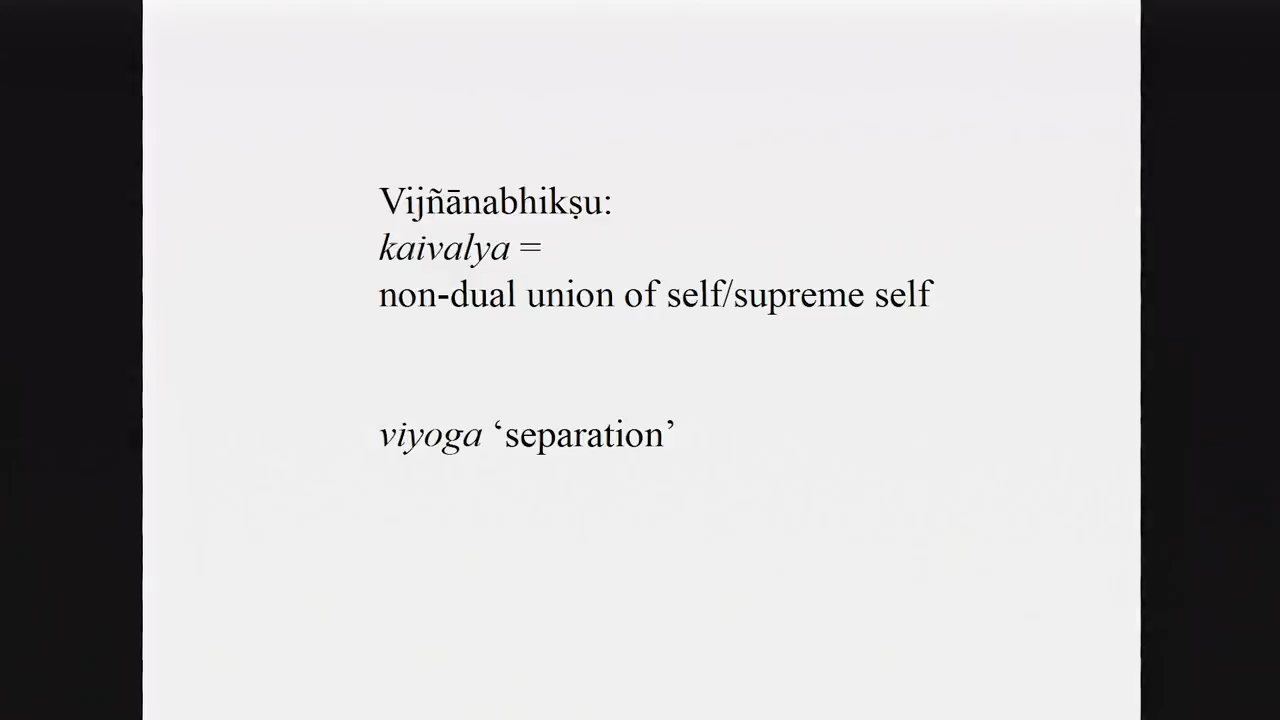 Vijñānabhikṣu:
kaivalya =
non-dual union of self/supreme self
viyoga ‘separation’